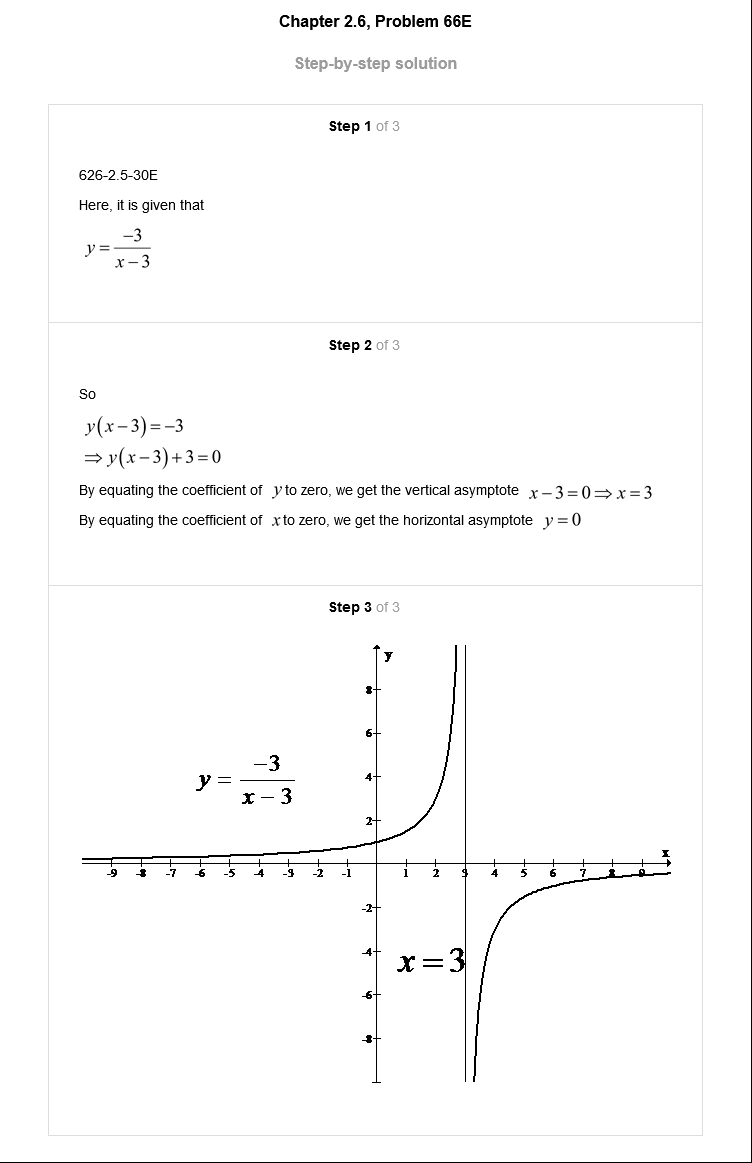 Chapter 2.6, Problem 66E
Step-by-step solution
Step 1 of 3
626-2.5-30E
Here, it is given that
y = −3 / (x − 3)
Step 2 of 3
So
y(x−3)=−3
⇒ y(x−3)+3=0
By equating the coefficient of y to zero, we get the vertical asymptote x−3=0⇒x=3
By equating the coefficient of x to zero, we get the horizontal asymptote y=0
Step 3 of 3
y
8
6
y = −3 / (x − 3)
4
2
x
-9 -8 -7 -6 -5 -4 -3 -2 -1 1 2 3 4 5 6 7 8 9
-2
-4
x = 3
-6
-8